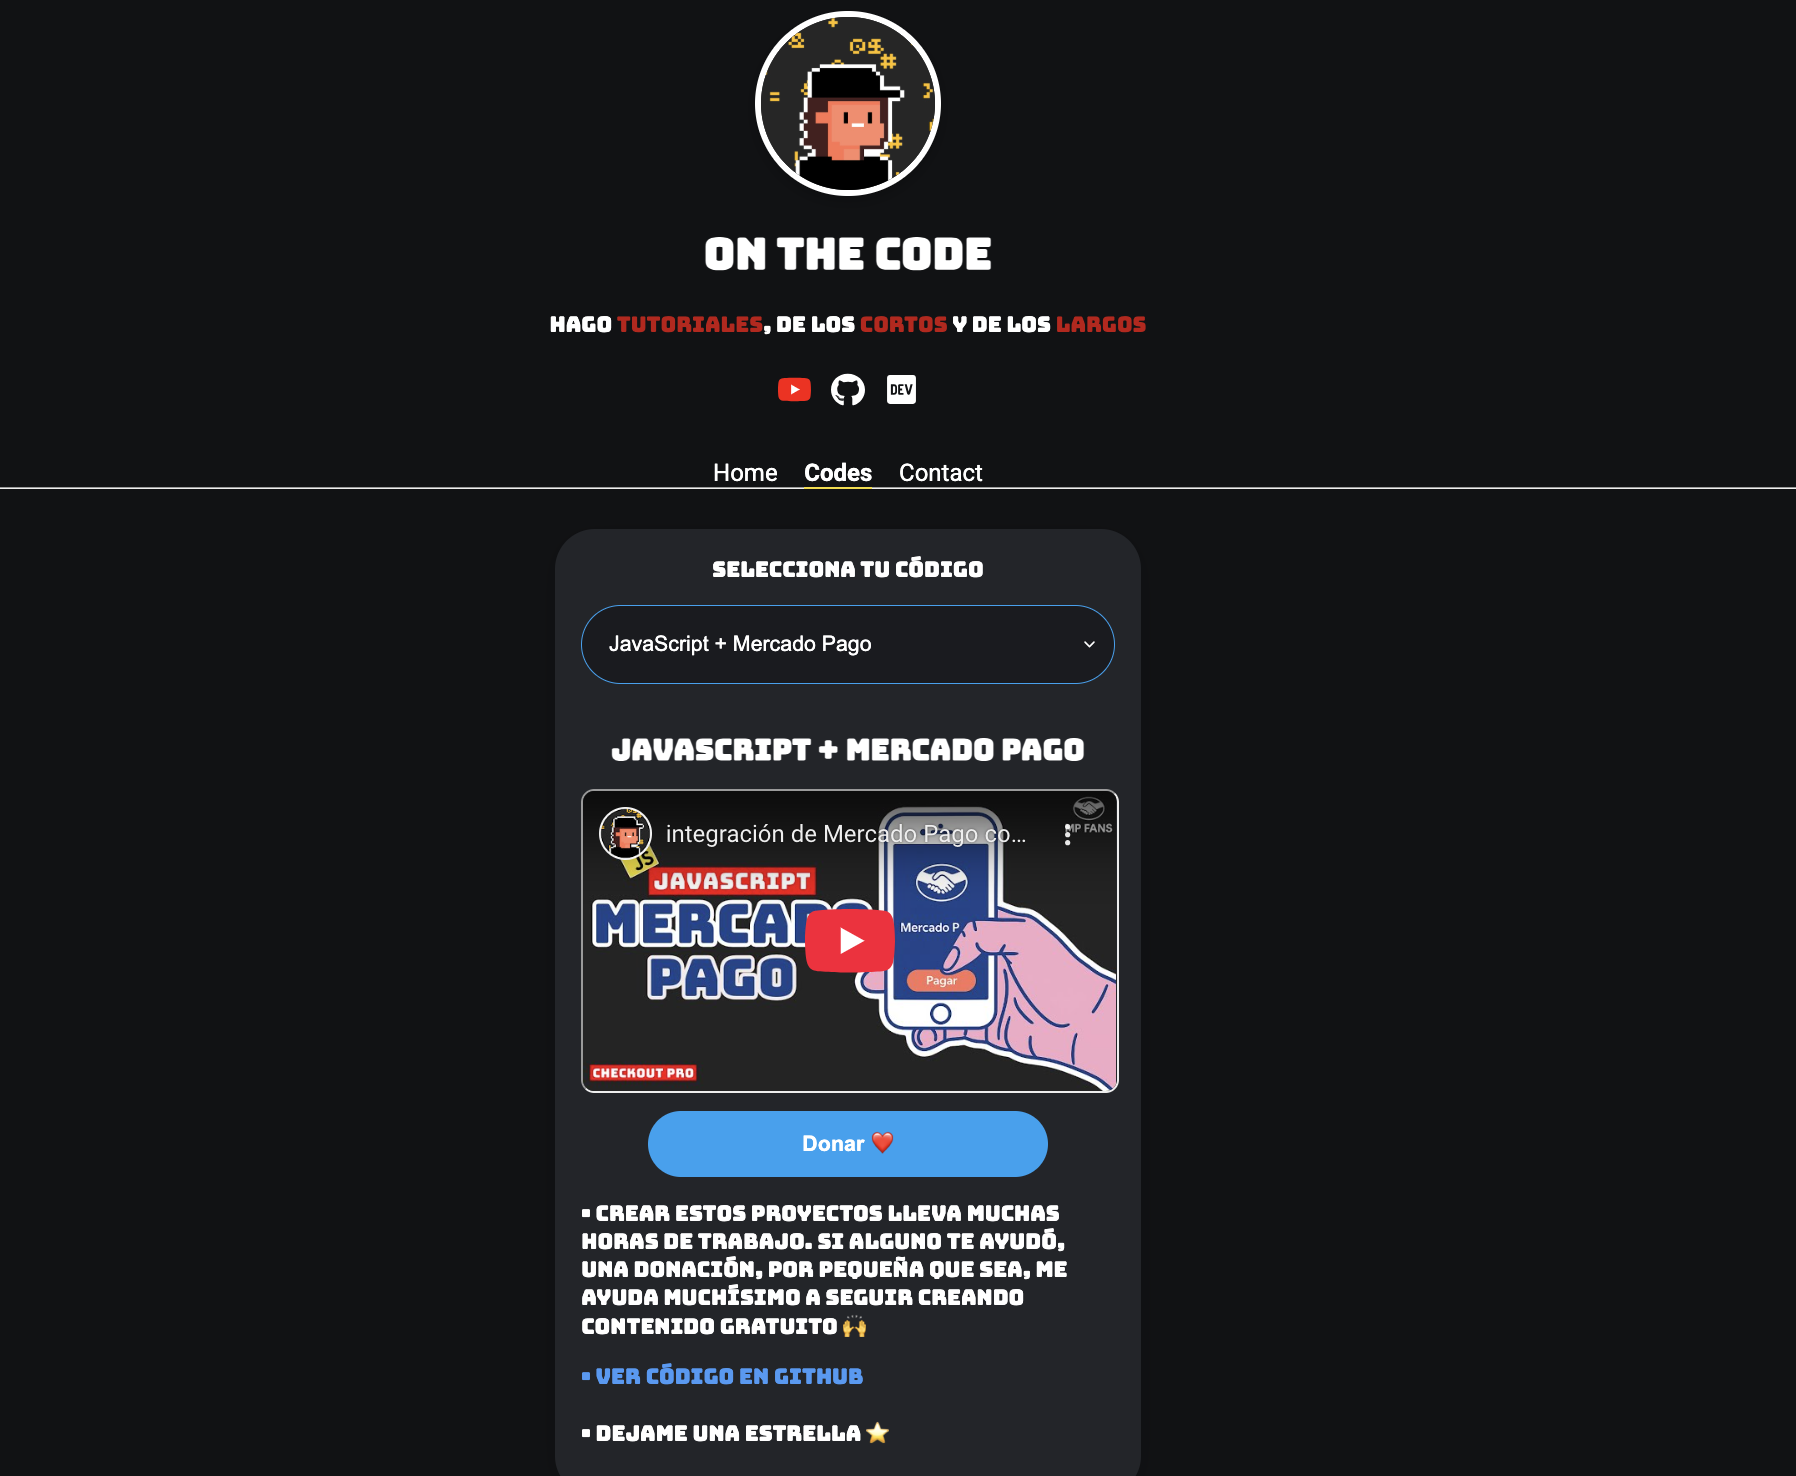 ON THE CODE
HAGO TUTORIALES, DE LOS CORTOS Y DE LOS LARGOS
DEV
Home Codes Contact
SELECCIONA TU CÓDIGO
JavaScript + Mercado Pago
JAVASCRIPT + MERCADO PAGO
MP FANS
integración de Mercado Pago co...
JS
JAVASCRIPT
MERCADO
PAGO
Mercado P
Pagar
CHECKOUT PRO
Donar ❤️
▪ CREAR ESTOS PROYECTOS LLEVA MUCHAS
HORAS DE TRABAJO. SI ALGUNO TE AYUDÓ,
UNA DONACIÓN, POR PEQUEÑA QUE SEA, ME
AYUDA MUCHÍSIMO A SEGUIR CREANDO
CONTENIDO GRATUITO 🙌
▪ VER CÓDIGO EN GITHUB
▪ DEJAME UNA ESTRELLA ⭐